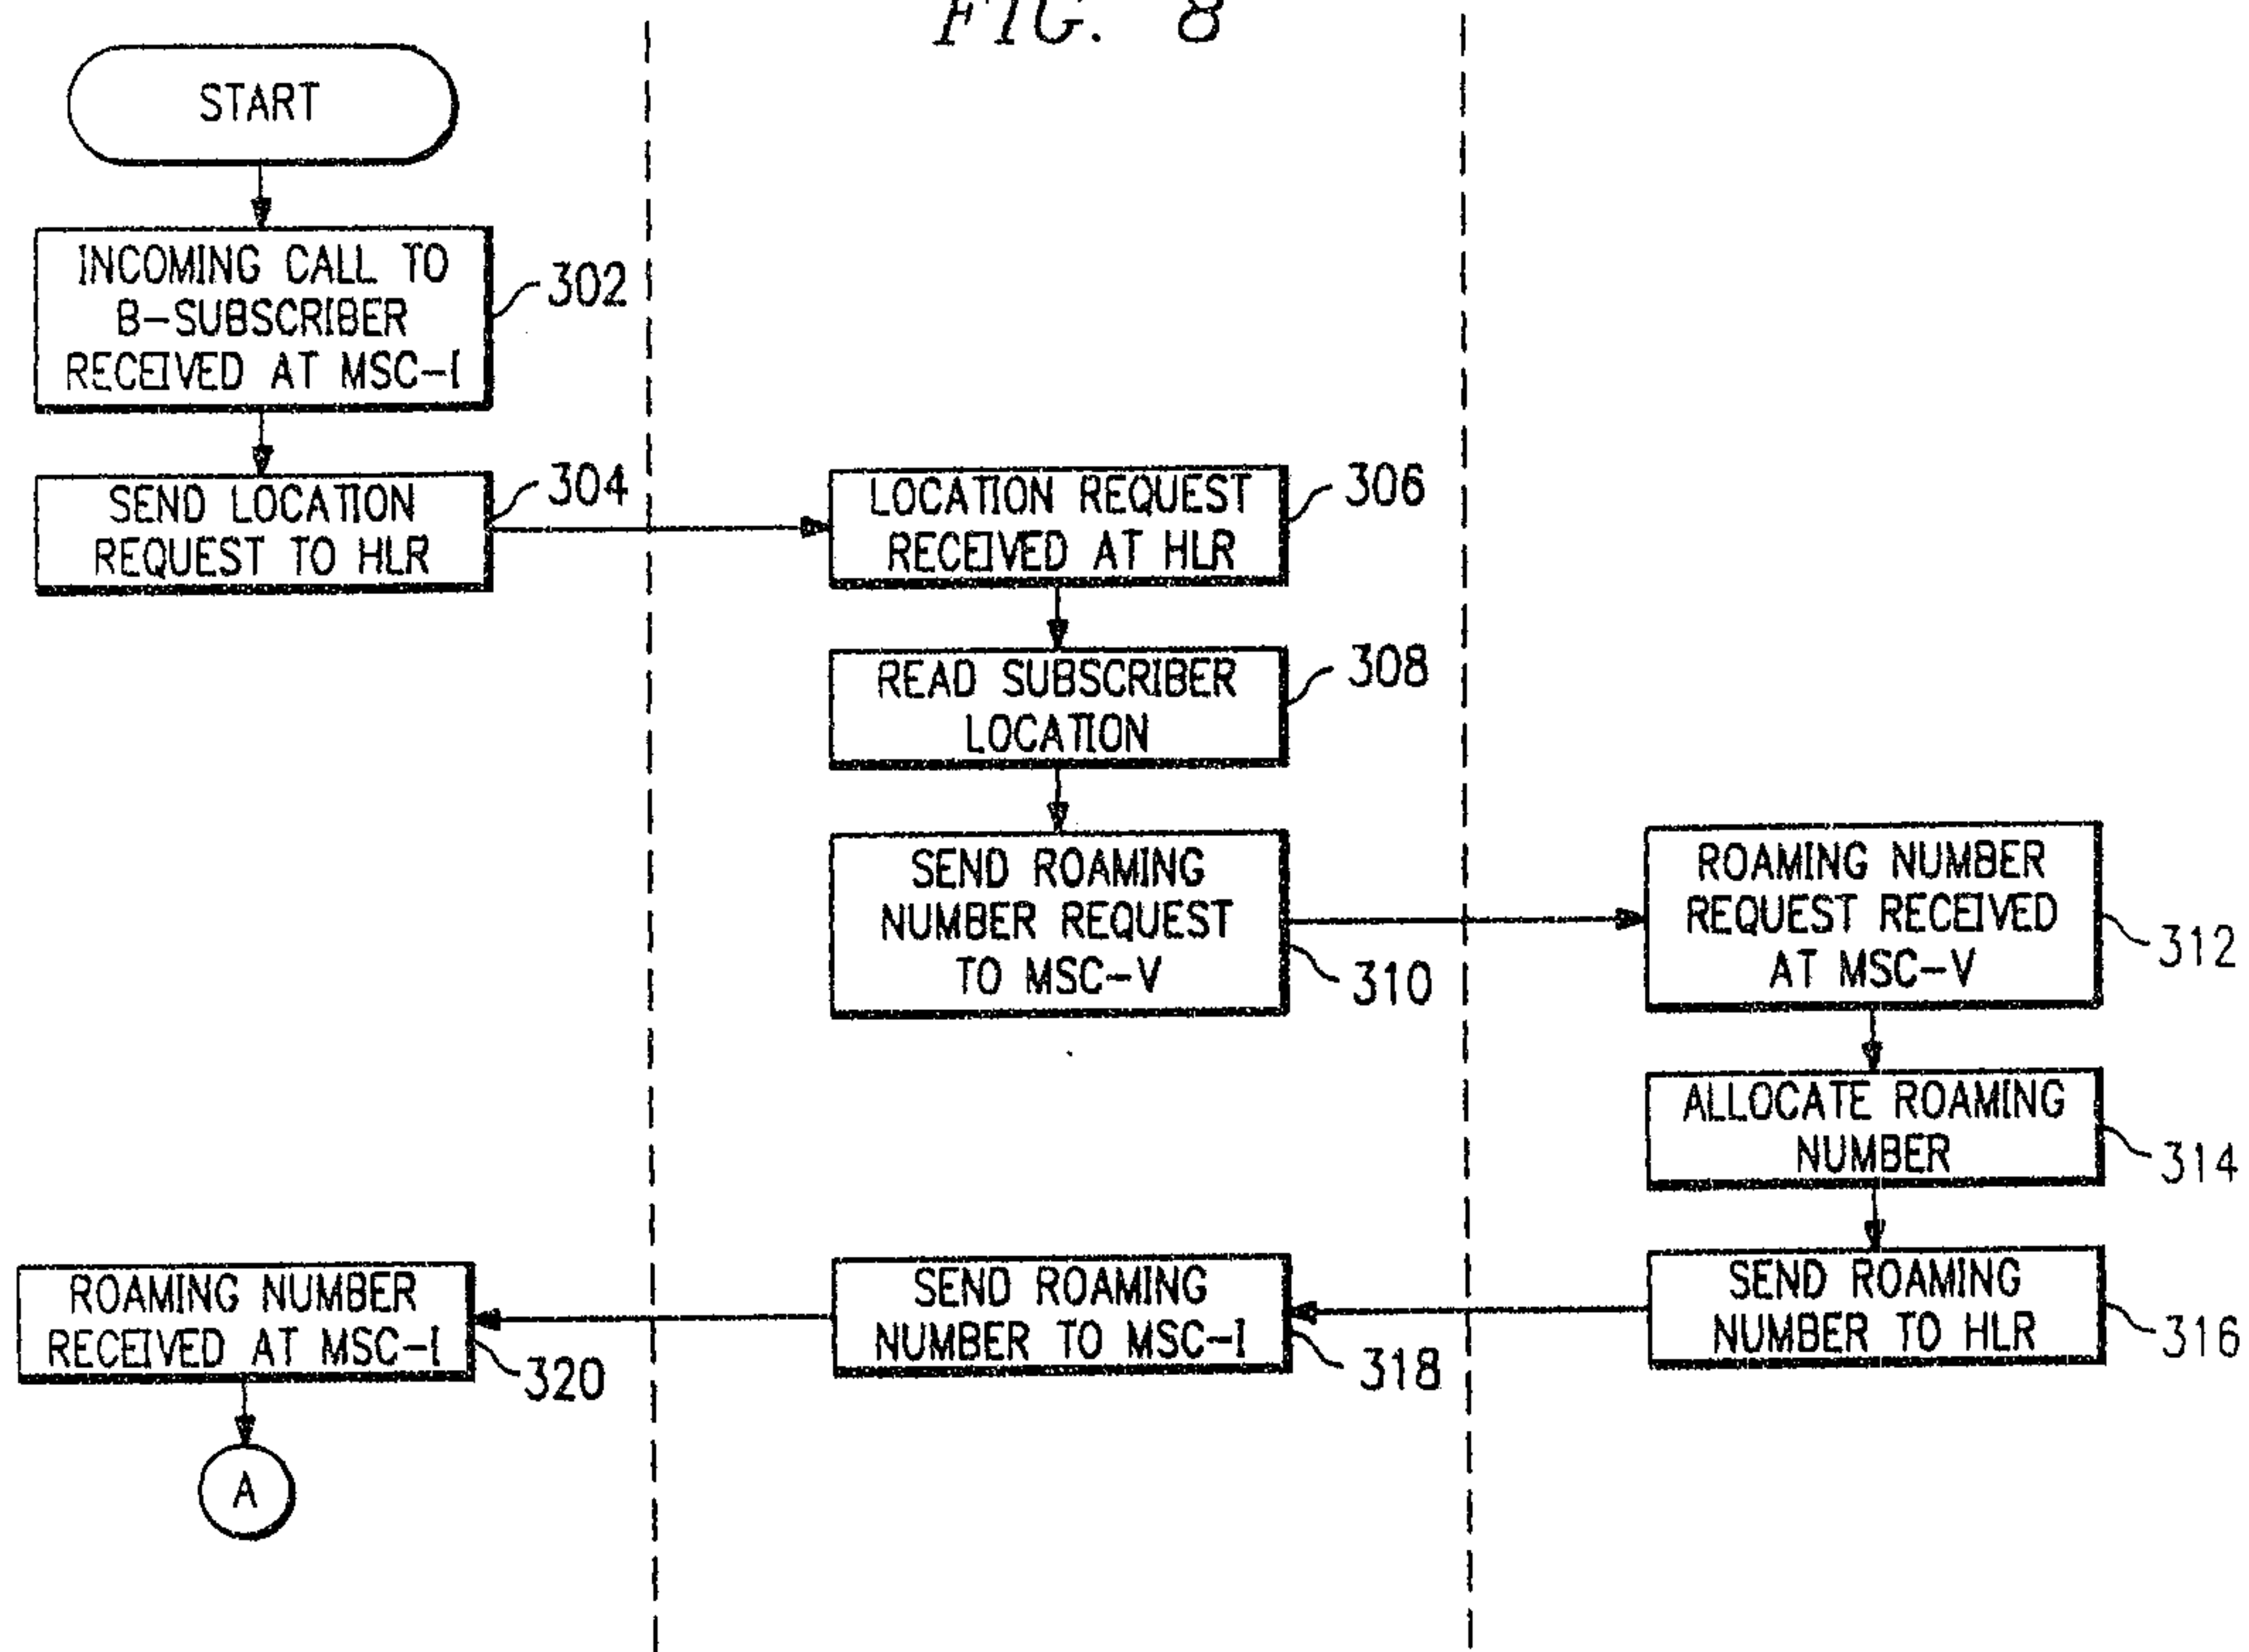 FIG. 8
START
INCOMING CALL TO
B-SUBSCRIBER
RECEIVED AT MSC-I
302
SEND LOCATION
REQUEST TO HLR
304
LOCATION REQUEST
RECEIVED AT HLR
306
READ SUBSCRIBER
LOCATION
308
SEND ROAMING
NUMBER REQUEST
TO MSC-V
310
ROAMING NUMBER
REQUEST RECEIVED
AT MSC-V
312
ALLOCATE ROAMING
NUMBER
314
SEND ROAMING
NUMBER TO HLR
316
SEND ROAMING
NUMBER TO MSC-I
318
ROAMING NUMBER
RECEIVED AT MSC-I
320
A